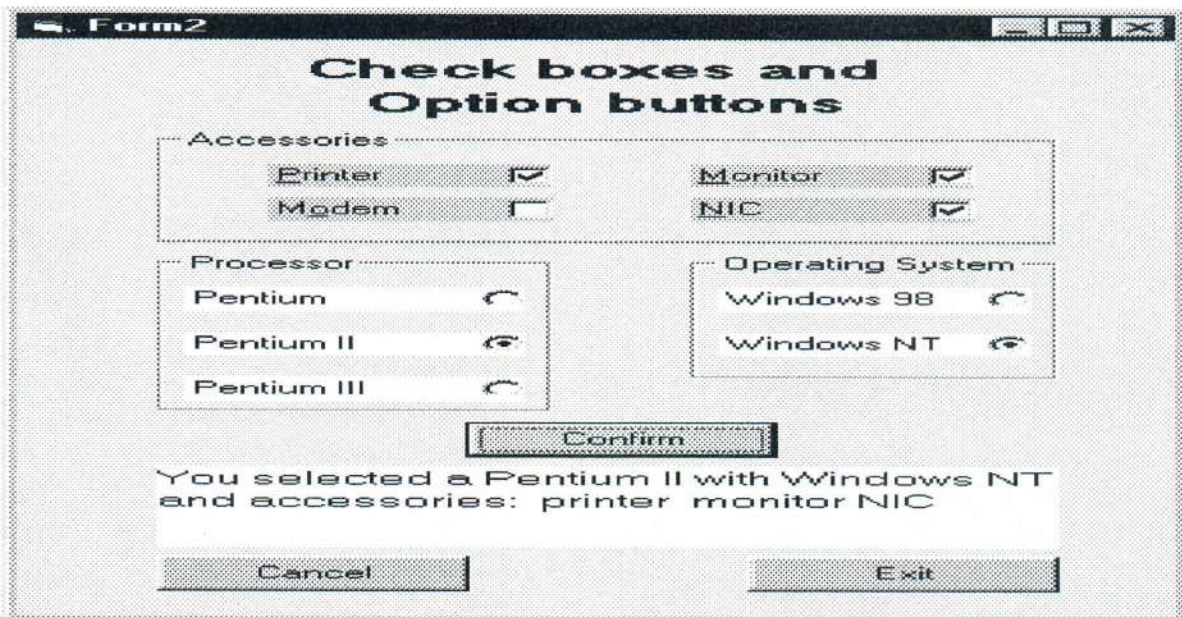 Form2
Check boxes and
Option buttons
Accessories
Printer
Monitor
Modem
NIC
Processor
Operating System
Pentium
Windows 98
Pentium II
Windows NT
Pentium III
Confirm
You selected a Pentium II with Windows NT
and accessories: printer monitor NIC
Cancel
Exit